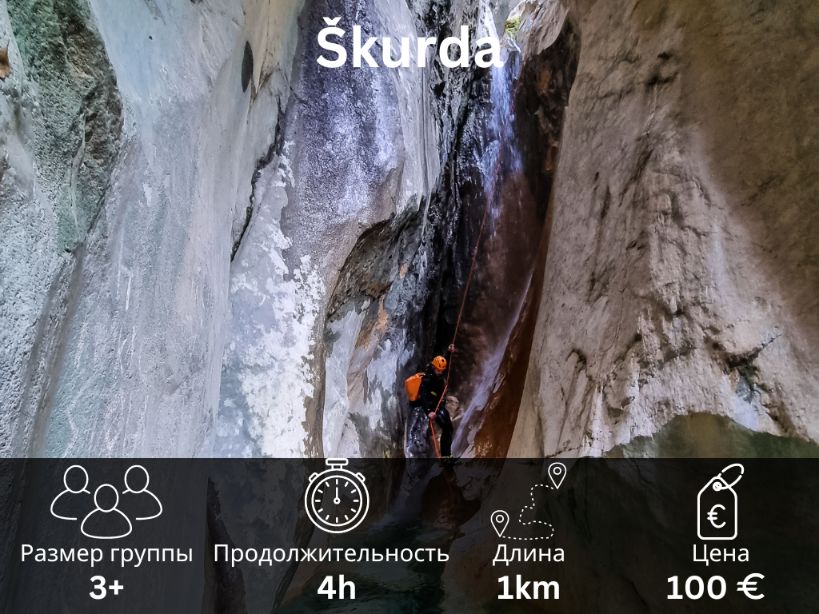 Škurda
Размер группы
Продолжительность
Длина
Цена
3+
4h
1km
100 €
€